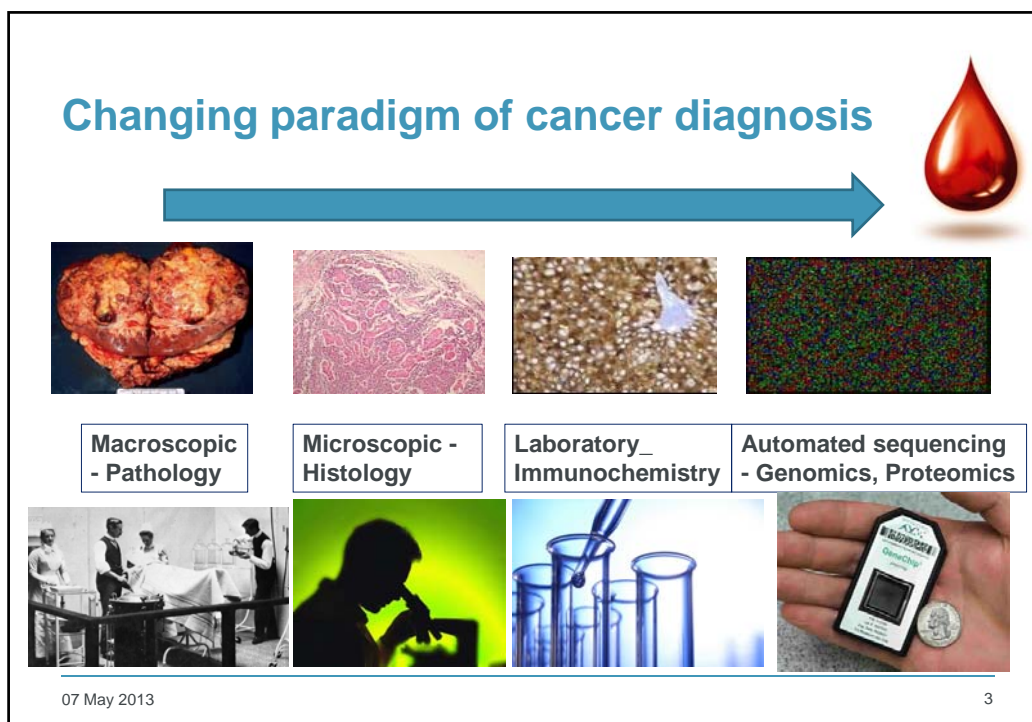 Changing paradigm of cancer diagnosis
Macroscopic
- Pathology
Microscopic -
Histology
Laboratory_
Immunochemistry
Automated sequencing
- Genomics, Proteomics
GeneChip
07 May 2013
3